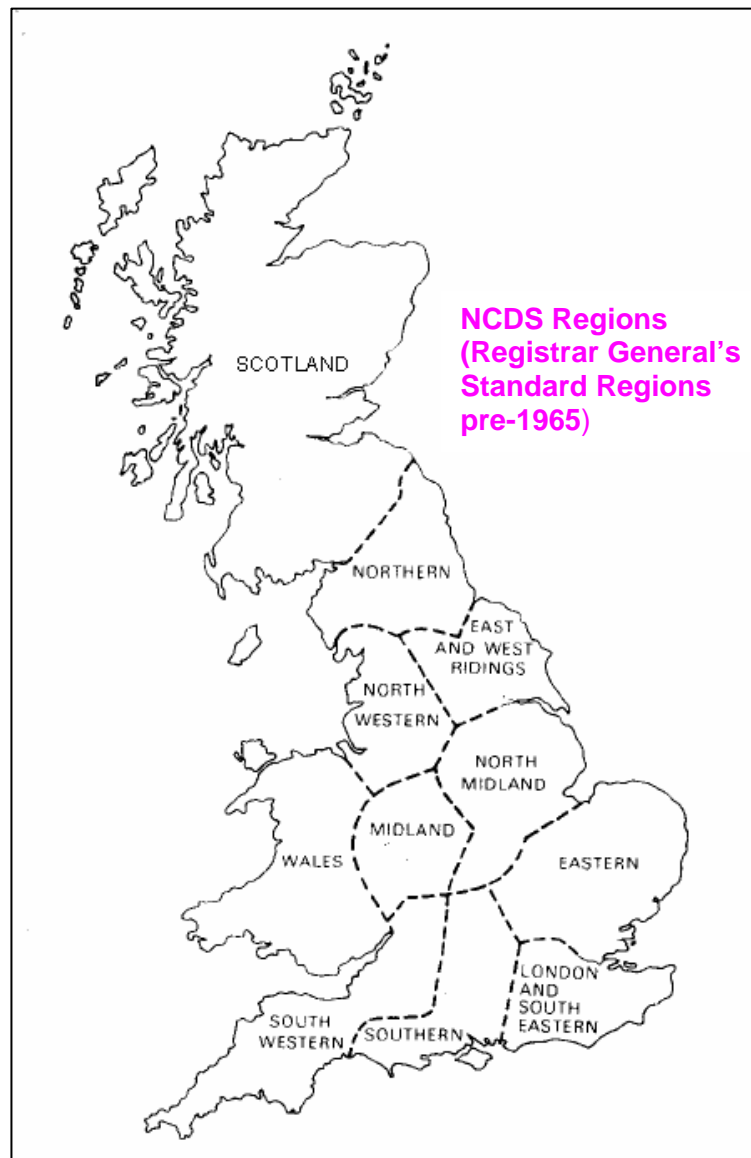 NCDS Regions
(Registrar General's
Standard Regions
pre-1965)
SCOTLAND
NORTHERN
EAST
AND WEST
RIDINGS
NORTH
WESTERN
NORTH
MIDLAND
MIDLAND
WALES
EASTERN
LONDON
AND
SOUTH
EASTERN
SOUTH
WESTERN
SOUTHERN